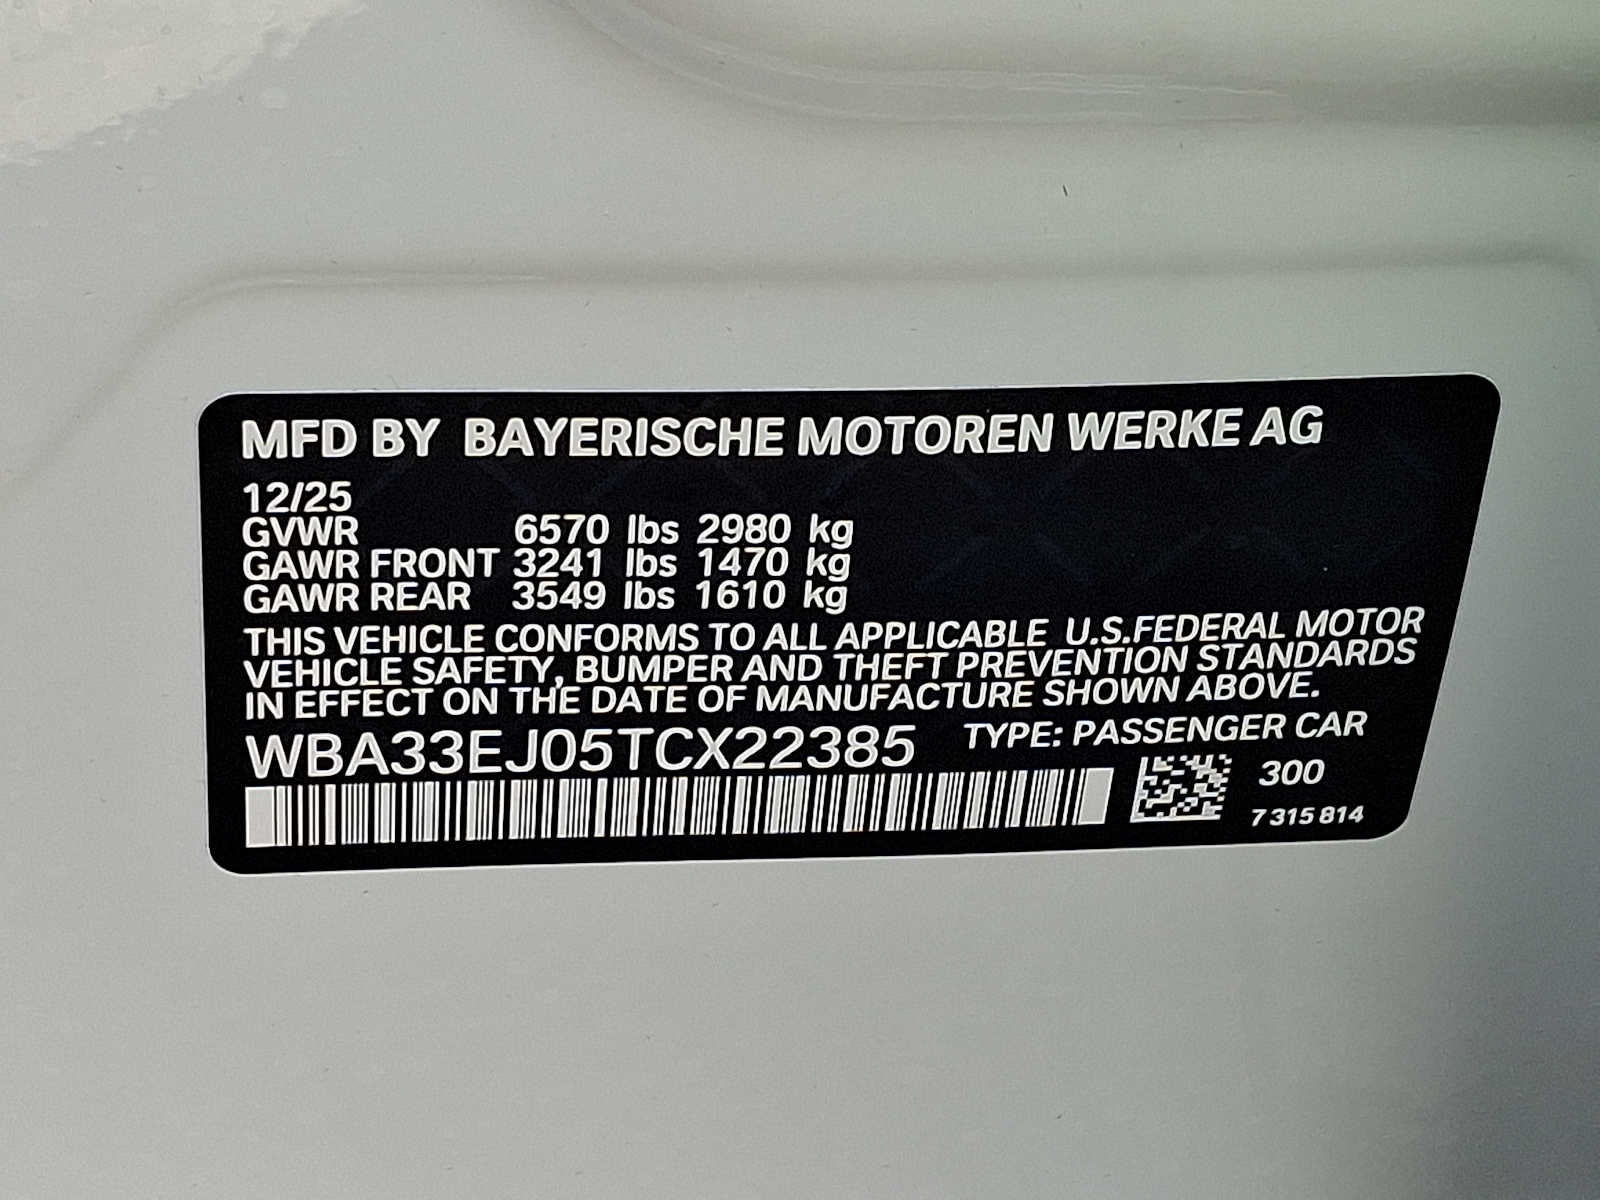 MFD BY BAYERISCHE MOTOREN WERKE AG
12/25
GVWR 6570 lbs 2980 kg
GAWR FRONT 3241 lbs 1470 kg
GAWR REAR 3549 lbs 1610 kg
THIS VEHICLE CONFORMS TO ALL APPLICABLE U.S.FEDERAL MOTOR
VEHICLE SAFETY, BUMPER AND THEFT PREVENTION STANDARDS
IN EFFECT ON THE DATE OF MANUFACTURE SHOWN ABOVE.
WBA33EJ05TCX22385 TYPE: PASSENGER CAR
300
7 315 814